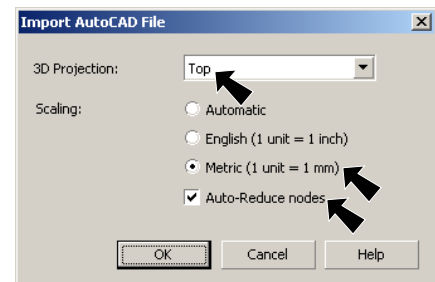 Import AutoCAD File
3D Projection: Top
Scaling: Automatic
English (1 unit = 1 inch)
Metric (1 unit = 1 mm)
Auto-Reduce nodes
OK Cancel Help